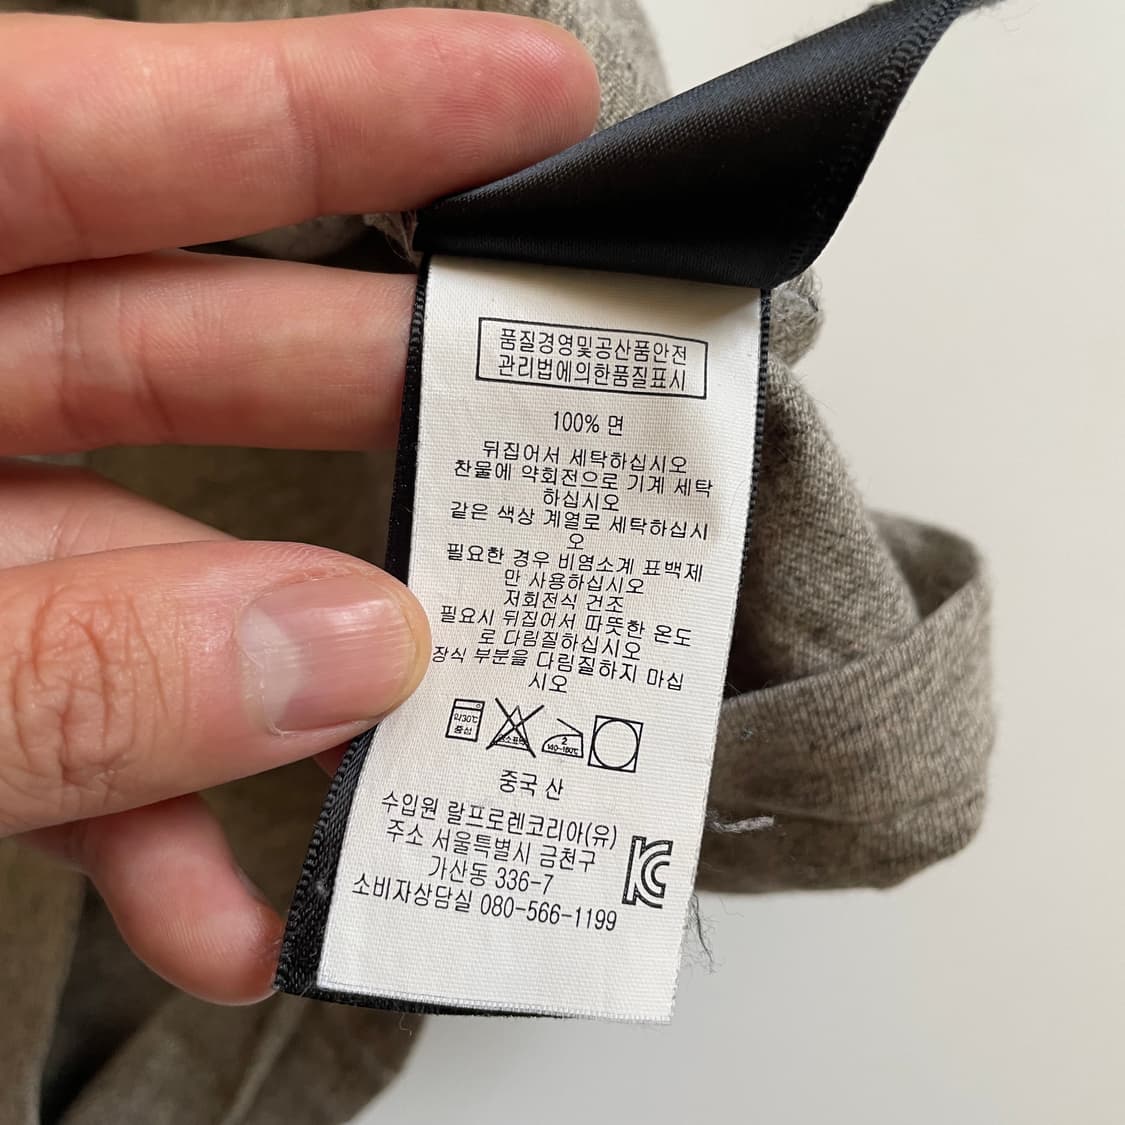 품질경영및공산품안전
관리법에의한품질표시
100% 면
뒤집어서 세탁하십시오
찬물에 약회전으로 기계 세탁
하십시오
같은 색상 계열로 세탁하십시
오
필요한 경우 비염소계 표백제
만 사용하십시오
저회전식 건조
필요시 뒤집어서 따뜻한 온도
로 다림질하십시오
장식 부분을 다림질하지 마십
시오
약30℃
중성
2
140~160℃
중국 산
수입원 랄프로렌코리아(유)
주소 서울특별시 금천구
가산동 336-7
소비자상담실 080-566-1199